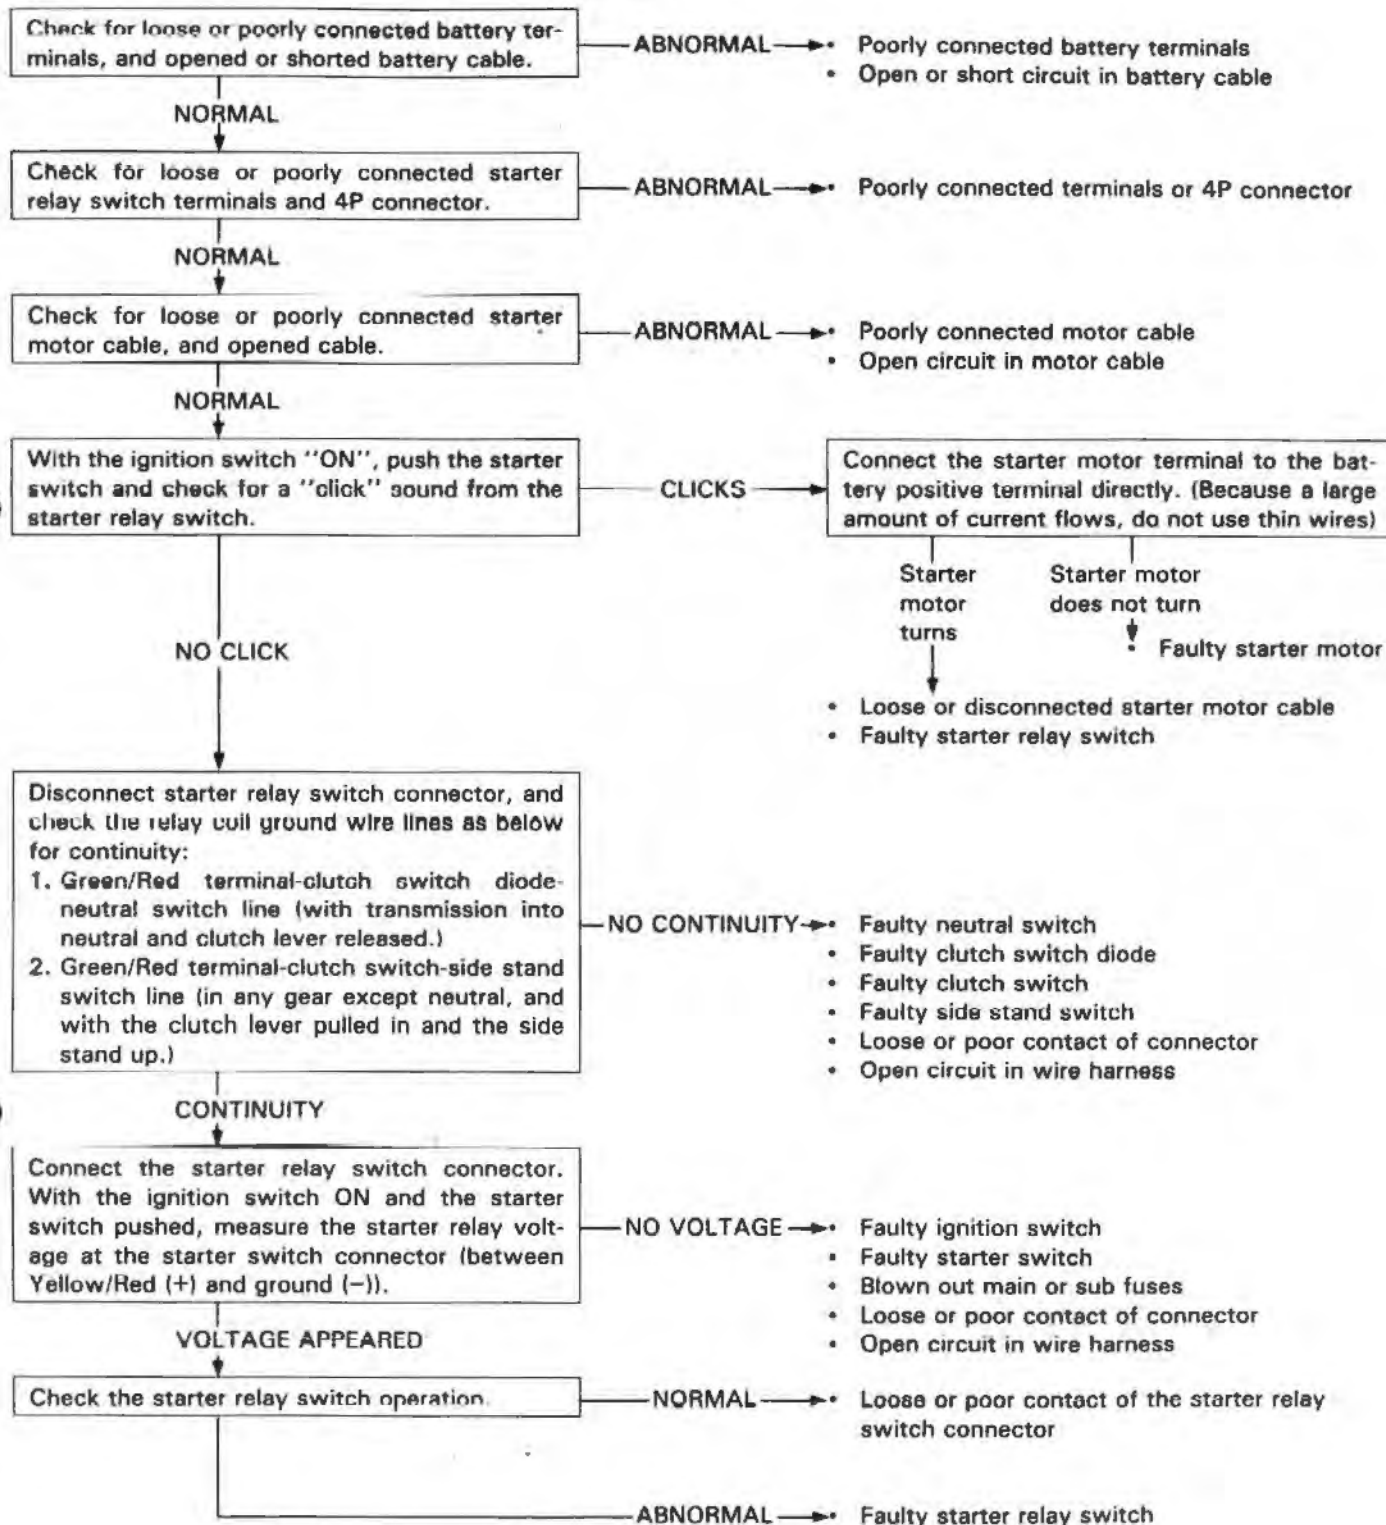 Check for loose or poorly connected battery ter-
minals, and opened or shorted battery cable.
ABNORMAL
• Poorly connected battery terminals
• Open or short circuit in battery cable
NORMAL
Check for loose or poorly connected starter
relay switch terminals and 4P connector.
ABNORMAL
• Poorly connected terminals or 4P connector
NORMAL
Check for loose or poorly connected starter
motor cable, and opened cable.
ABNORMAL
• Poorly connected motor cable
• Open circuit in motor cable
NORMAL
With the ignition switch "ON", push the starter
switch and check for a "click" sound from the
starter relay switch.
CLICKS
Connect the starter motor terminal to the bat-
tery positive terminal directly. (Because a large
amount of current flows, do not use thin wires)
Starter
motor
turns
Starter motor
does not turn
• Faulty starter motor
• Loose or disconnected starter motor cable
• Faulty starter relay switch
NO CLICK
Disconnect starter relay switch connector, and
check the relay coil ground wire lines as below
for continuity:
1. Green/Red terminal-clutch switch diode-
neutral switch line (with transmission into
neutral and clutch lever released.)
2. Green/Red terminal-clutch switch-side stand
switch line (in any gear except neutral, and
with the clutch lever pulled in and the side
stand up.)
NO CONTINUITY
• Faulty neutral switch
• Faulty clutch switch diode
• Faulty clutch switch
• Faulty side stand switch
• Loose or poor contact of connector
• Open circuit in wire harness
CONTINUITY
Connect the starter relay switch connector.
With the ignition switch ON and the starter
switch pushed, measure the starter relay volt-
age at the starter switch connector (between
Yellow/Red (+) and ground (−)).
NO VOLTAGE
• Faulty ignition switch
• Faulty starter switch
• Blown out main or sub fuses
• Loose or poor contact of connector
• Open circuit in wire harness
VOLTAGE APPEARED
Check the starter relay switch operation.
NORMAL
• Loose or poor contact of the starter relay
switch connector
ABNORMAL
• Faulty starter relay switch